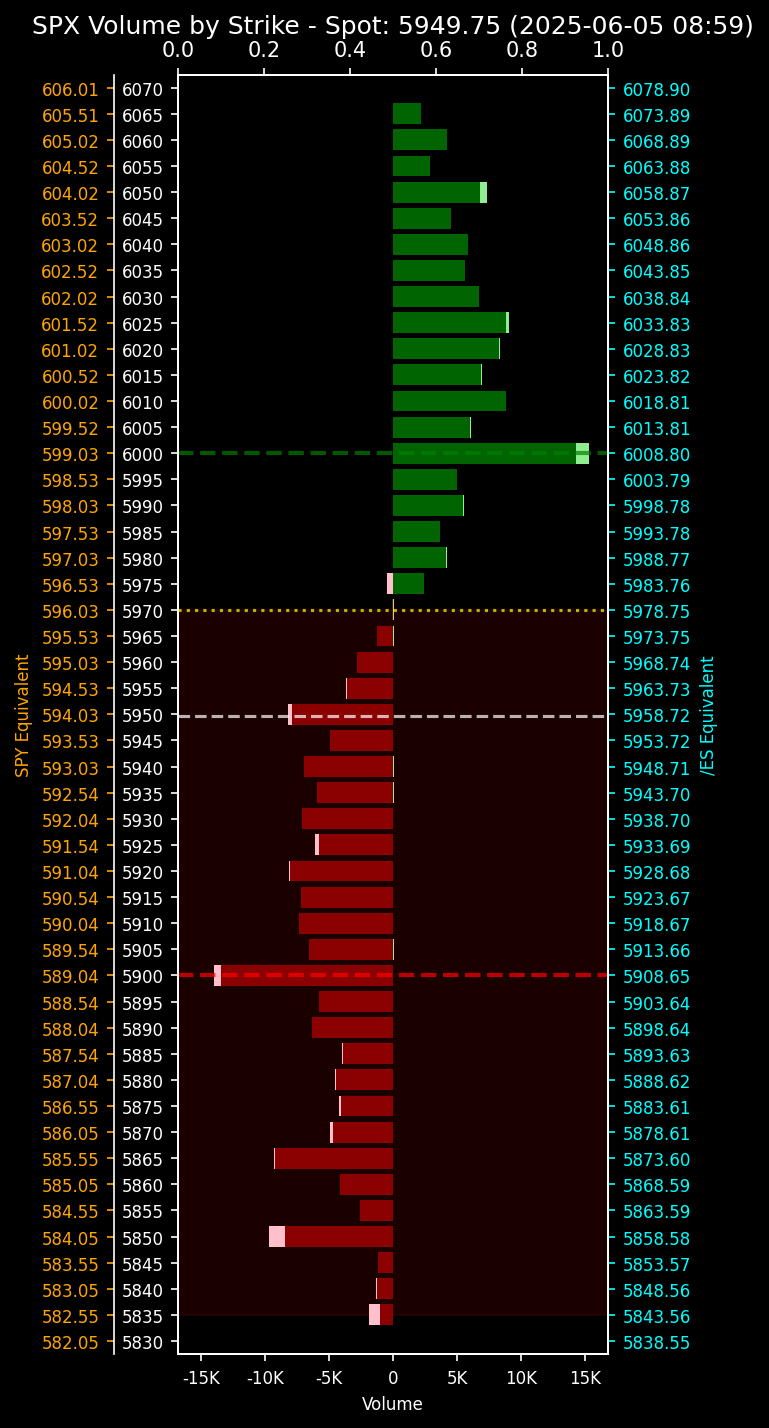 SPX Volume by Strike - Spot: 5949.75 (2025-06-05 08:59)
0.0 0.2 0.4 0.6 0.8 1.0
606.01 6070 6078.90
605.51 6065 6073.89
605.02 6060 6068.89
604.52 6055 6063.88
604.02 6050 6058.87
603.52 6045 6053.86
603.02 6040 6048.86
602.52 6035 6043.85
602.02 6030 6038.84
601.52 6025 6033.83
601.02 6020 6028.83
600.52 6015 6023.82
600.02 6010 6018.81
599.52 6005 6013.81
599.03 6000 6008.80
598.53 5995 6003.79
598.03 5990 5998.78
597.53 5985 5993.78
597.03 5980 5988.77
596.53 5975 5983.76
596.03 5970 5978.75
595.53 5965 5973.75
595.03 5960 5968.74
594.53 5955 5963.73
594.03 5950 5958.72
593.53 5945 5953.72
593.03 5940 5948.71
592.54 5935 5943.70
592.04 5930 5938.70
591.54 5925 5933.69
591.04 5920 5928.68
590.54 5915 5923.67
590.04 5910 5918.67
589.54 5905 5913.66
589.04 5900 5908.65
588.54 5895 5903.64
588.04 5890 5898.64
587.54 5885 5893.63
587.04 5880 5888.62
586.55 5875 5883.61
586.05 5870 5878.61
585.55 5865 5873.60
585.05 5860 5868.59
584.55 5855 5863.59
584.05 5850 5858.58
583.55 5845 5853.57
583.05 5840 5848.56
582.55 5835 5843.56
582.05 5830 5838.55
SPY Equivalent
/ES Equivalent
-15K -10K -5K 0 5K 10K 15K
Volume